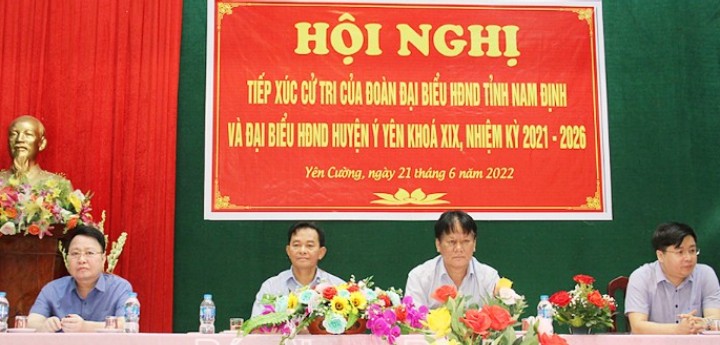 HỘI NGHỊ
TIẾP XÚC CỬ TRI CỦA ĐOÀN ĐẠI BIỂU HĐND TỈNH NAM ĐỊNH
VÀ ĐẠI BIỂU HĐND HUYỆN Ý YÊN KHOÁ XIX, NHIỆM KỲ 2021 - 2026
Yên Cường, ngày 21 tháng 6 năm 2022